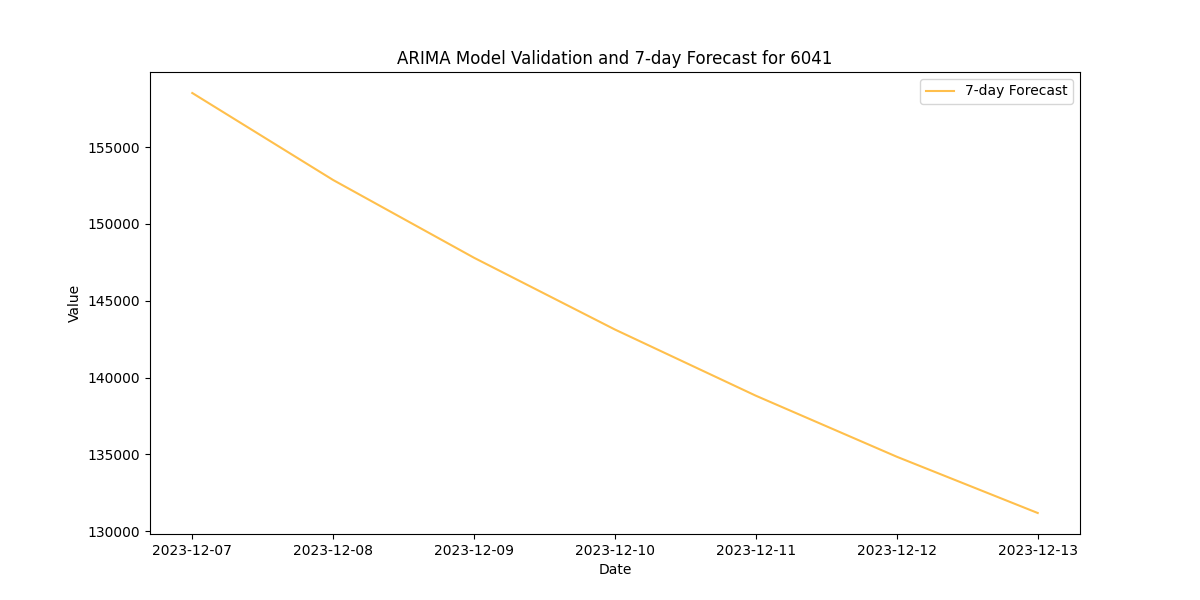 ARIMA Model Validation and 7-day Forecast for 6041
7-day Forecast
155000
150000
145000
140000
135000
130000
Value
2023-12-07 2023-12-08 2023-12-09 2023-12-10 2023-12-11 2023-12-12 2023-12-13
Date